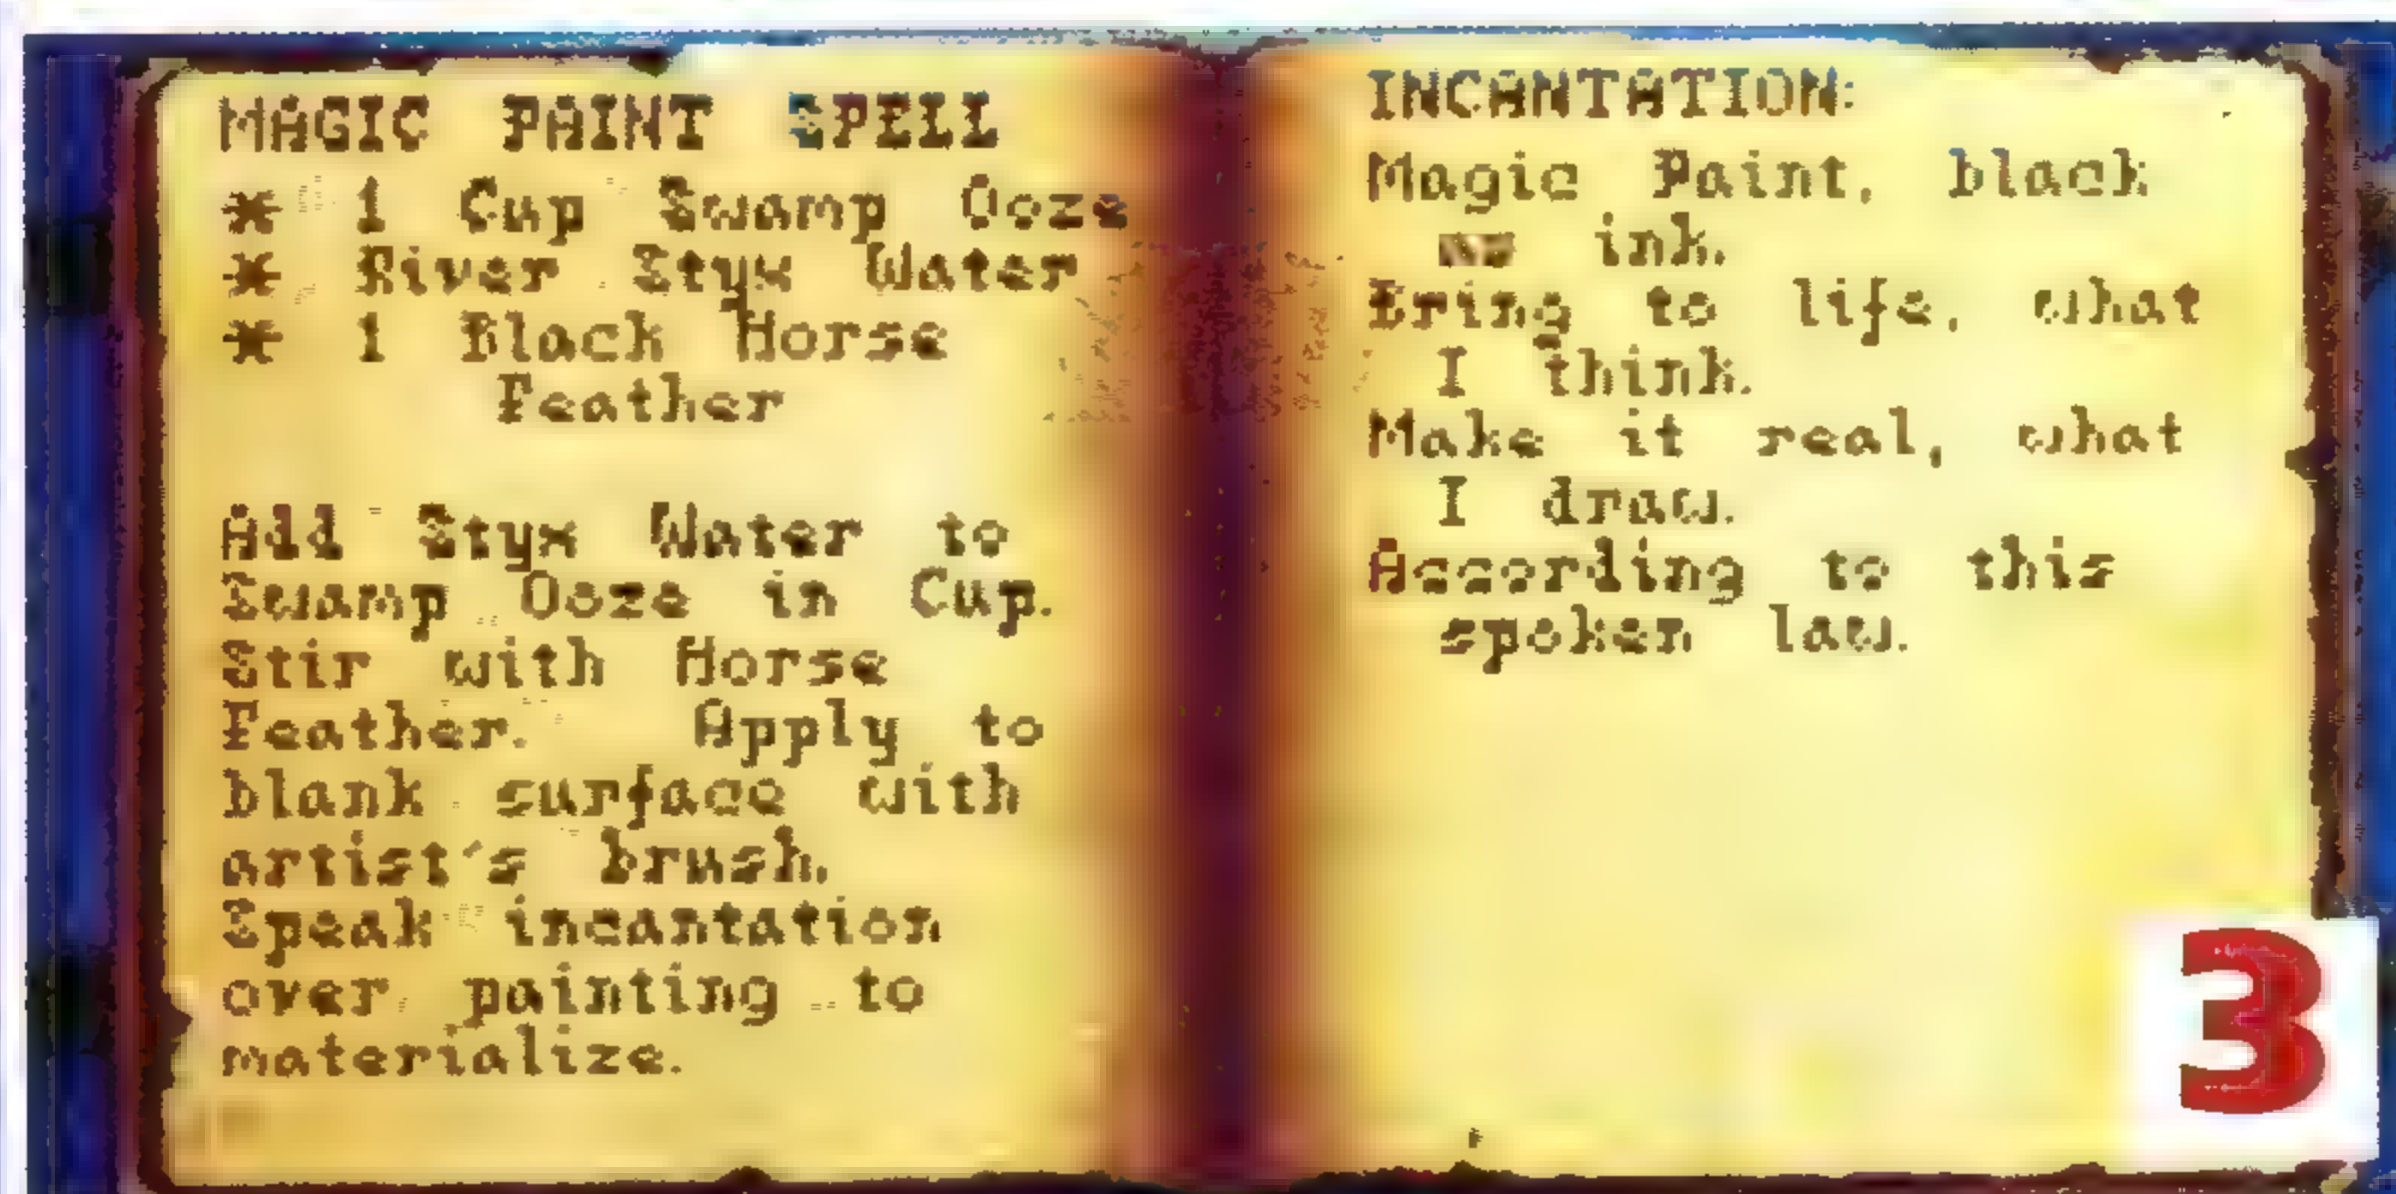 MAGIC PAINT SPELL
* 1 Cup Swamp Ooze
* River Styx Water
* 1 Black Horse
Feather
Add Styx Water to
Swamp Ooze in Cup.
Stir with Horse
Feather. Apply to
blank surface with
artist's brush.
Speak incantation
over painting to
materialize.
INCANTATION:
Magic Paint, black
ink.
Bring to life, what
I think.
Make it real, what
I draw.
According to this
spoken law.
3